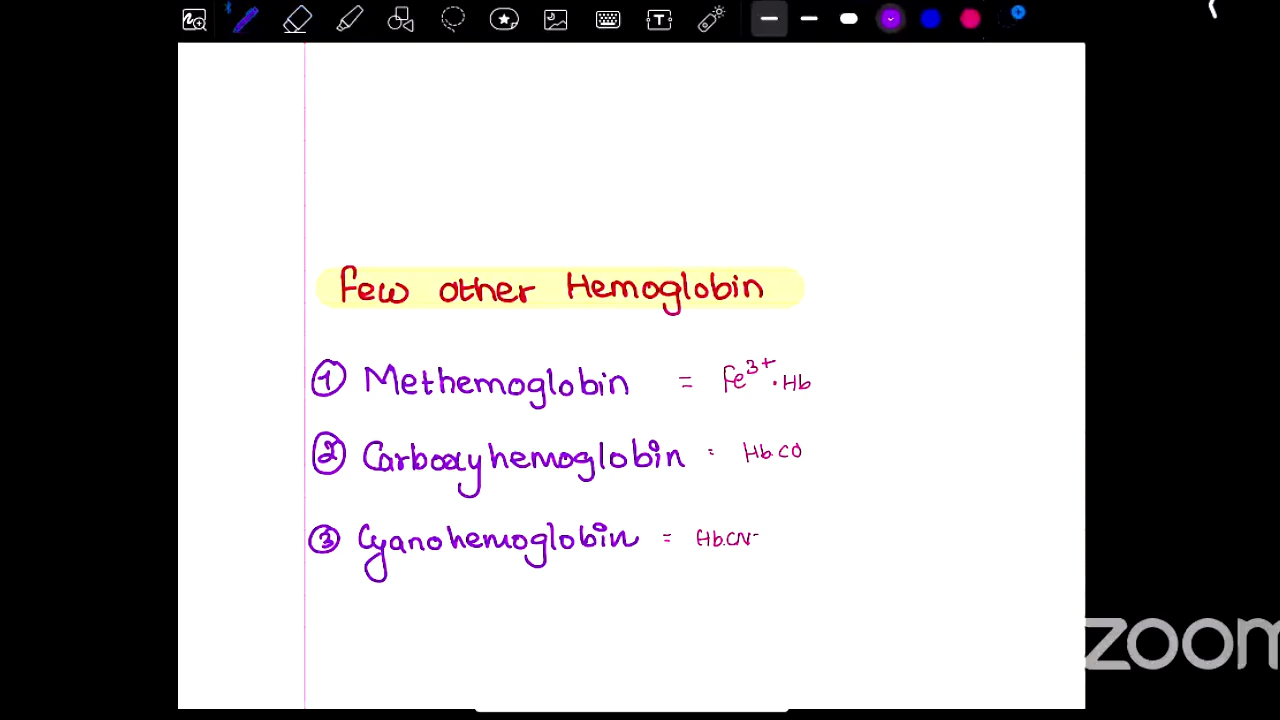 Few other Hemoglobin
① Methemoglobin = Fe³⁺.Hb
② Carboxyhemoglobin = Hb.CO
③ Cyanohemoglobin = Hb.CN⁻
zoom